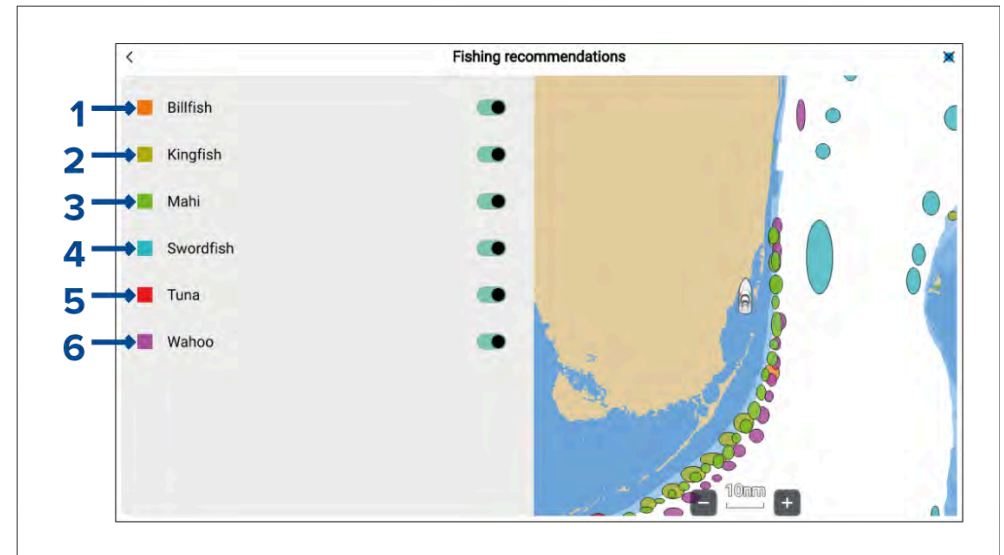 Fishing recommendations
1 Billfish
2 Kingfish
3 Mahi
4 Swordfish
5 Tuna
6 Wahoo
10nm